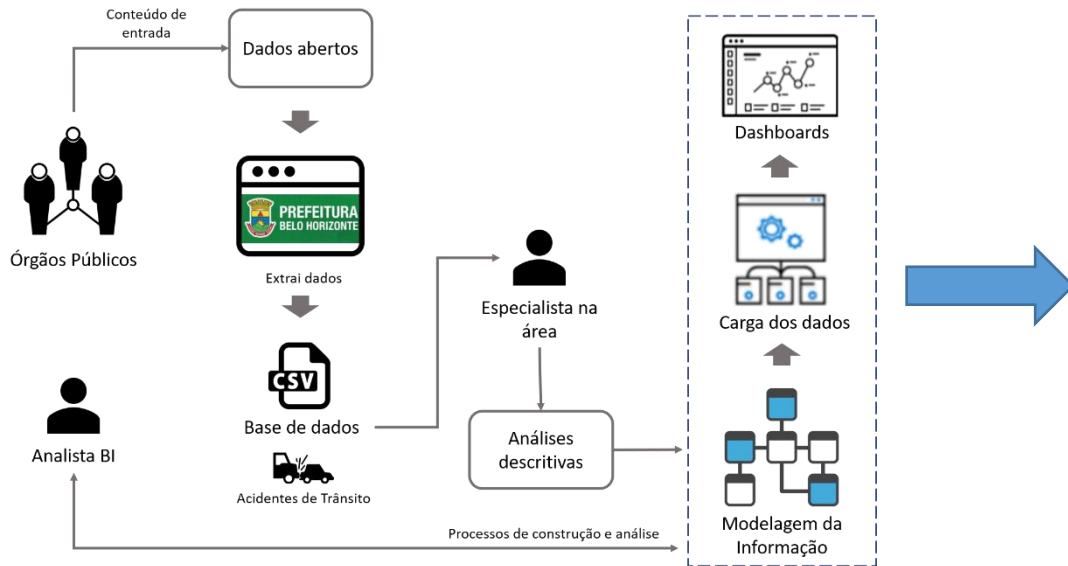 Conteúdo de
entrada
Dados abertos
Órgãos Públicos
PREFEITURA
BELO HORIZONTE
Extrai dados
CSV
Base de dados
Acidentes de Trânsito
Analista BI
Especialista na
área
Análises
descritivas
Processos de construção e análise
Dashboards
Carga dos dados
Modelagem da
Informação